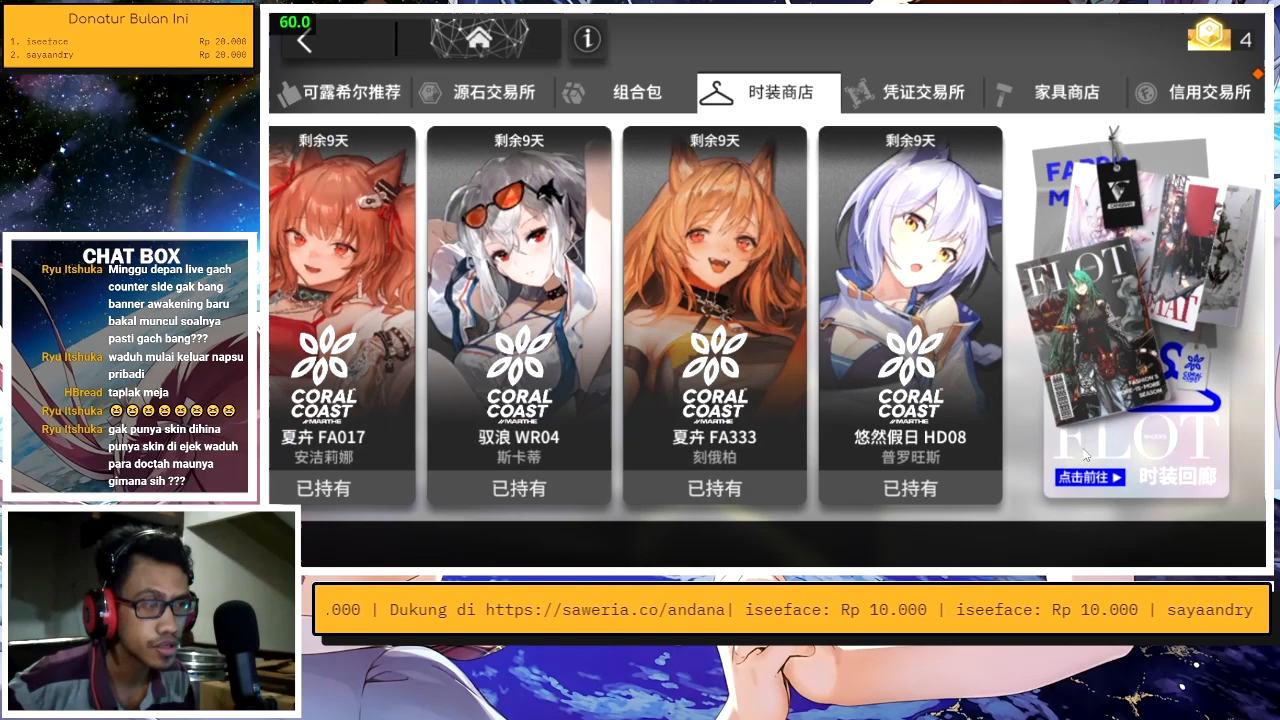 Donatur Bulan Ini
1. iseeface Rp 20.000
2. sayaandry Rp 20.000
60.0
4
可露希尔推荐
源石交易所
组合包
时装商店
凭证交易所
家具商店
信用交易所
剩余9天
CORAL
COAST
夏卉 FA017
安洁莉娜
已持有
剩余9天
CORAL
COAST
驭浪 WR04
斯卡蒂
已持有
剩余9天
CORAL
COAST
夏卉 FA333
刻俄柏
已持有
剩余9天
CORAL
COAST
悠然假日 HD08
普罗旺斯
已持有
FLOT
FASHION'S
SEASON
FLOT
点击前往 ▶
时装回廊
CHAT BOX
Ryu Itshuka Minggu depan live gach
counter side gak bang
banner awakening baru
bakal muncul soalnya
pasti gach bang???
Ryu Itshuka waduh mulai keluar napsu
pribadi
HBread taplak meja
Ryu Itshuka 😆😆😆😆😆😆😆😆
Ryu Itshuka gak punya skin dihina
punya skin di ejek waduh
para doctah maunya
gimana sih ???
.000 | Dukung di https://saweria.co/andana| iseeface: Rp 10.000 | iseeface: Rp 10.000 | sayaandry